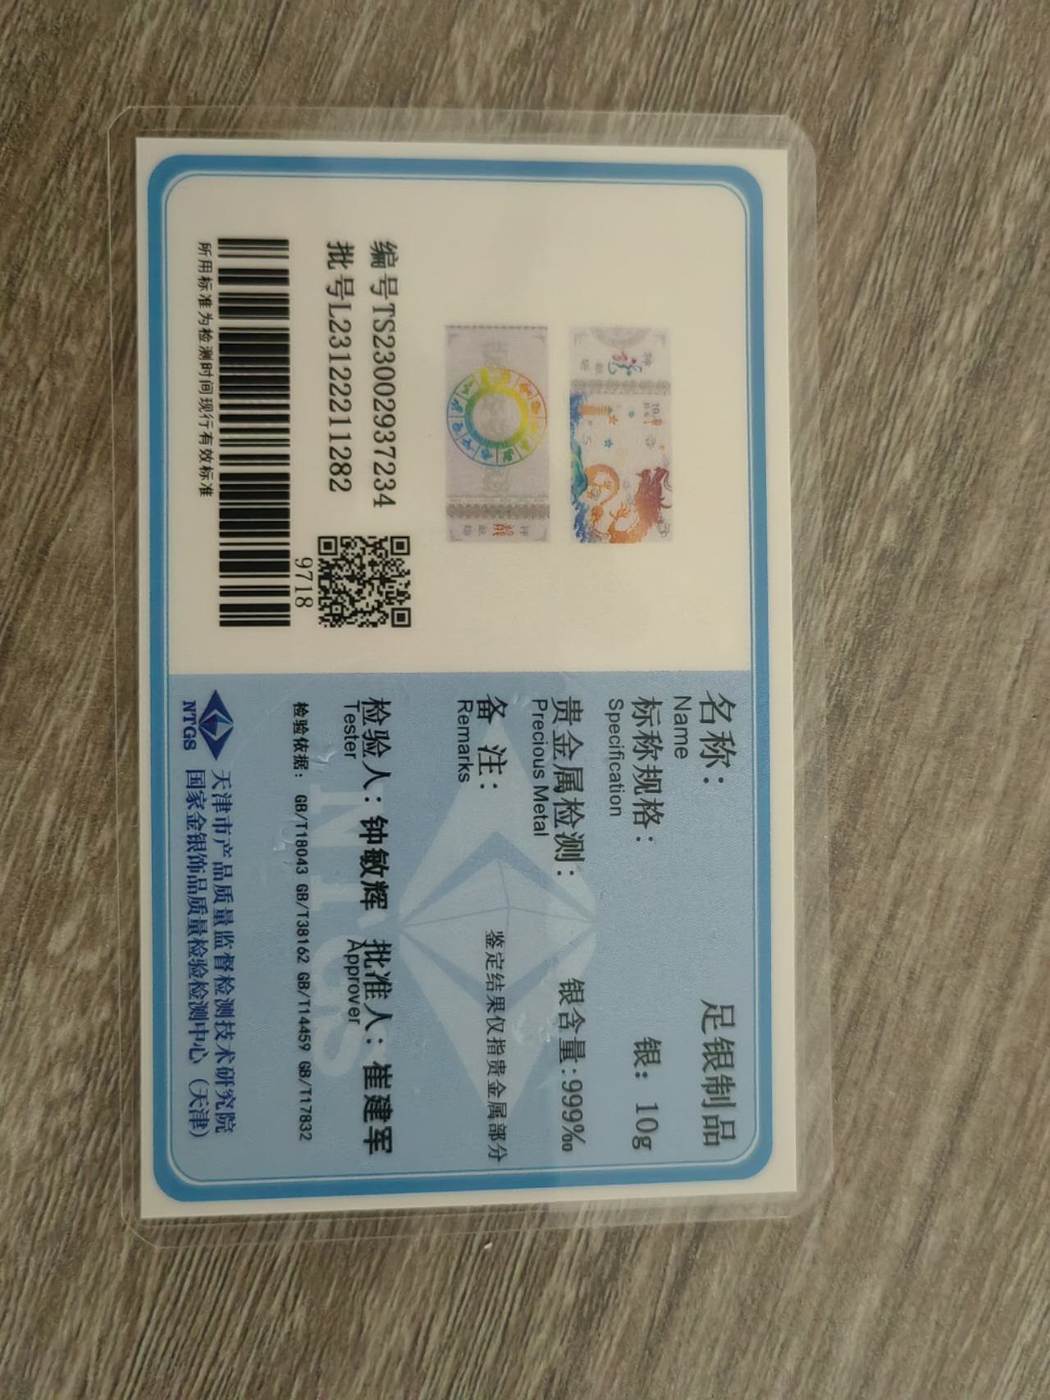 编号TS23002937234
批号L231222211282
9718
所用标准为检测时间现行有效标准
名称： 足银制品
Name
标称规格： 银：10g
Specification
贵金属检测： 银含量:999‰
Precious Metal
备 注： 鉴定结果仅指贵金属部分
Remarks
检验人：钟敏辉 批准人：崔建军
Tester Approver
检验依据： GB/T18043 GB/T38162 GB/T14459 GB/T17832
NTGS
天津市产品质量监督检测技术研究院
国家金银饰品质量检验检测中心（天津）
NTGS